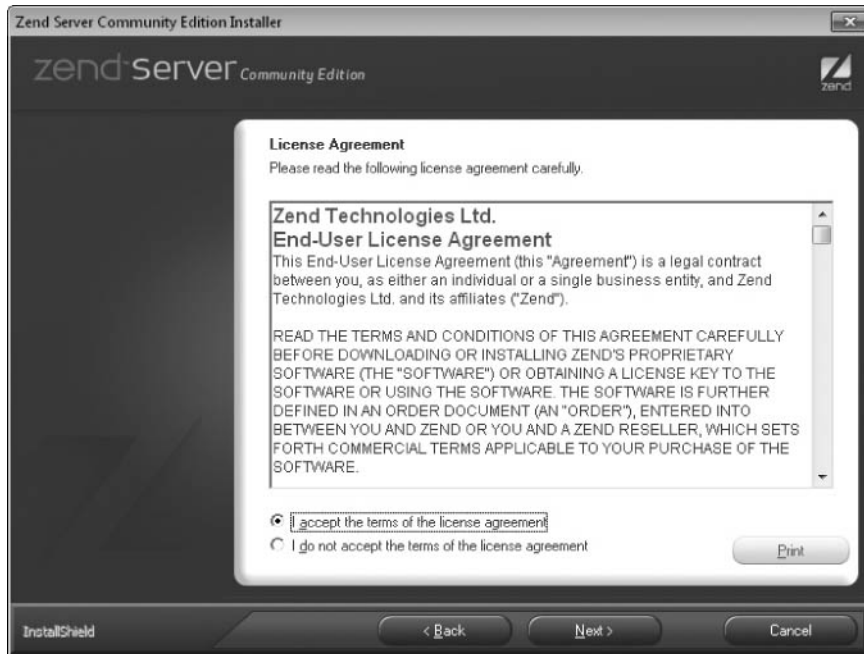 Zend Server Community Edition Installer
zend Server Community Edition
zend
License Agreement
Please read the following license agreement carefully.
Zend Technologies Ltd.
End-User License Agreement
This End-User License Agreement (this "Agreement") is a legal contract
between you, as either an individual or a single business entity, and Zend
Technologies Ltd. and its affiliates ("Zend").
READ THE TERMS AND CONDITIONS OF THIS AGREEMENT CAREFULLY
BEFORE DOWNLOADING OR INSTALLING ZEND'S PROPRIETARY
SOFTWARE (THE "SOFTWARE") OR OBTAINING A LICENSE KEY TO THE
SOFTWARE OR USING THE SOFTWARE. THE SOFTWARE IS FURTHER
DEFINED IN AN ORDER DOCUMENT (AN "ORDER"), ENTERED INTO
BETWEEN YOU AND ZEND OR YOU AND A ZEND RESELLER, WHICH SETS
FORTH COMMERCIAL TERMS APPLICABLE TO YOUR PURCHASE OF THE
SOFTWARE.
I accept the terms of the license agreement
I do not accept the terms of the license agreement
Print
InstallShield
< Back
Next >
Cancel